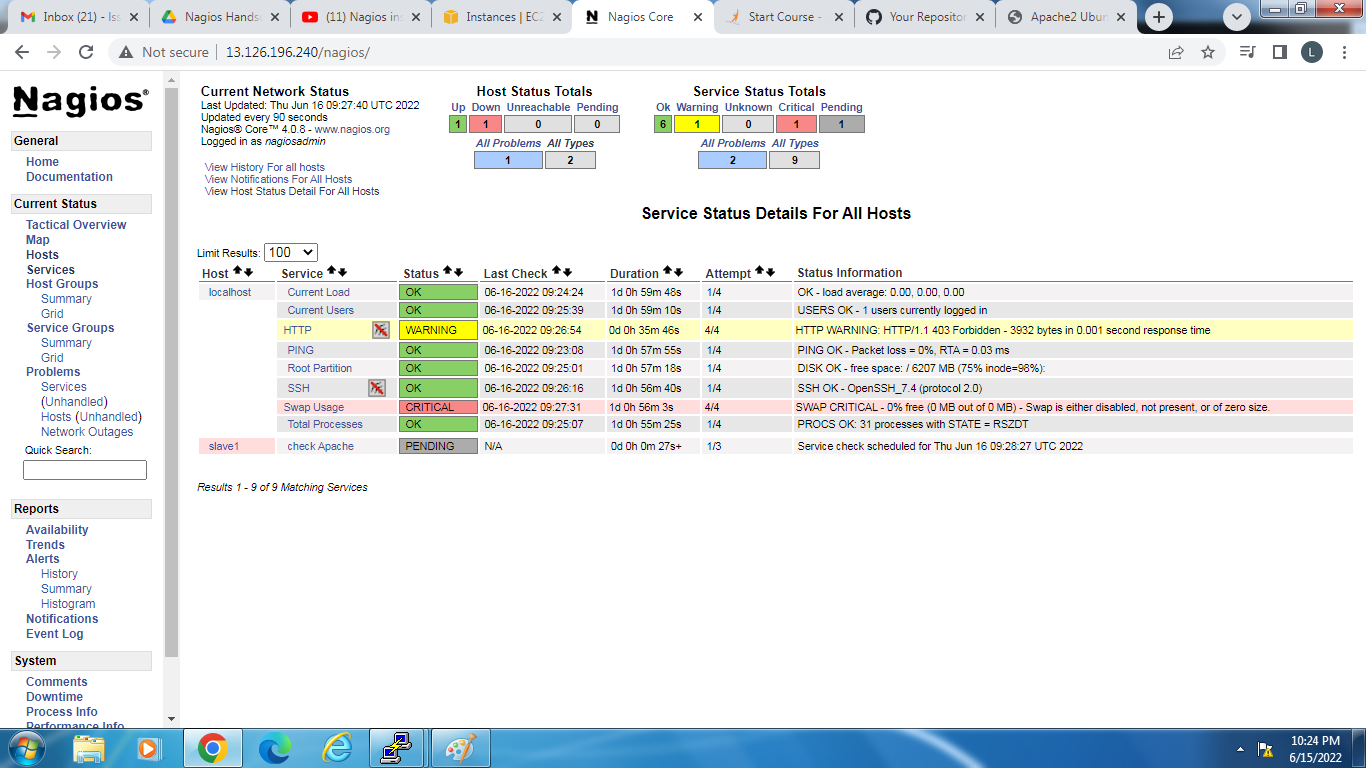 Inbox (21) - Iss
Nagios Hands
(11) Nagios ins
Instances | EC2
Nagios Core
Start Course -
Your Repositor
Apache2 Ubun
Not secure | 13.126.196.240/nagios/
L
Nagios®
General
Home
Documentation
Current Status
Tactical Overview
Map
Hosts
Services
Host Groups
Summary
Grid
Service Groups
Summary
Grid
Problems
Services
(Unhandled)
Hosts (Unhandled)
Network Outages
Quick Search:
Reports
Availability
Trends
Alerts
History
Summary
Histogram
Notifications
Event Log
System
Comments
Downtime
Process Info
Performance Info
Current Network Status
Last Updated: Thu Jun 16 09:27:40 UTC 2022
Updated every 90 seconds
Nagios® Core™ 4.0.8 - www.nagios.org
Logged in as nagiosadmin
View History For all hosts
View Notifications For All Hosts
View Host Status Detail For All Hosts
Host Status Totals
Up Down Unreachable Pending
1 1 0 0
All Problems All Types
1 2
Service Status Totals
Ok Warning Unknown Critical Pending
6 1 0 1 1
All Problems All Types
2 9
Service Status Details For All Hosts
Limit Results: 100
Host Service Status Last Check Duration Attempt Status Information
localhost Current Load OK 06-16-2022 09:24:24 1d 0h 59m 48s 1/4 OK - load average: 0.00, 0.00, 0.00
Current Users OK 06-16-2022 09:25:39 1d 0h 59m 10s 1/4 USERS OK - 1 users currently logged in
HTTP WARNING 06-16-2022 09:26:54 0d 0h 35m 46s 4/4 HTTP WARNING: HTTP/1.1 403 Forbidden - 3932 bytes in 0.001 second response time
PING OK 06-16-2022 09:23:08 1d 0h 57m 55s 1/4 PING OK - Packet loss = 0%, RTA = 0.03 ms
Root Partition OK 06-16-2022 09:25:01 1d 0h 57m 18s 1/4 DISK OK - free space: / 6207 MB (75% inode=98%):
SSH OK 06-16-2022 09:26:16 1d 0h 56m 40s 1/4 SSH OK - OpenSSH_7.4 (protocol 2.0)
Swap Usage CRITICAL 06-16-2022 09:27:31 1d 0h 56m 3s 4/4 SWAP CRITICAL - 0% free (0 MB out of 0 MB) - Swap is either disabled, not present, or of zero size.
Total Processes OK 06-16-2022 09:25:07 1d 0h 55m 25s 1/4 PROCS OK: 31 processes with STATE = RSZDT
slave1 check Apache PENDING N/A 0d 0h 0m 27s+ 1/3 Service check scheduled for Thu Jun 16 09:28:27 UTC 2022
Results 1 - 9 of 9 Matching Services
10:24 PM
6/15/2022